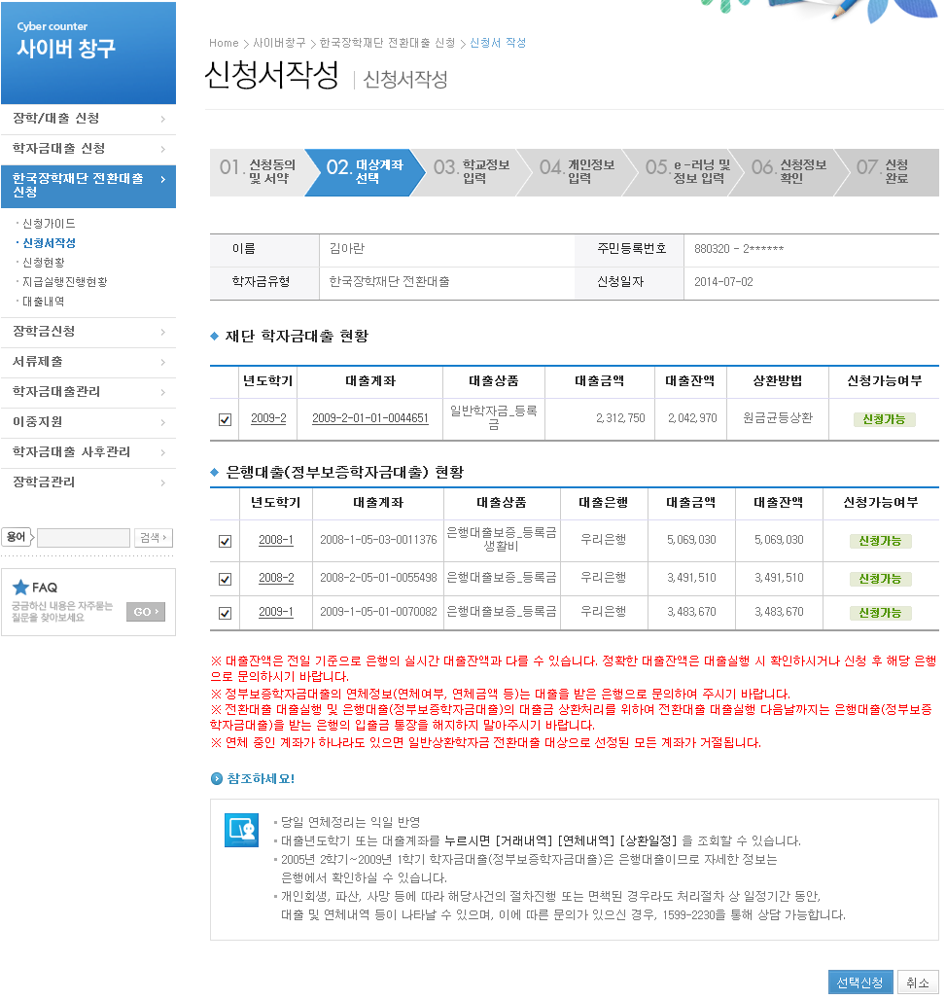 Cyber counter
사이버 창구
장학/대출 신청
학자금대출 신청
한국장학재단 전환대출
신청
신청가이드
신청서작성
신청현황
지급실행진행현황
대출내역
장학금신청
서류제출
학자금대출관리
이중지원
학자금대출 사후관리
장학금관리
용어
검색
FAQ
궁금하신 내용은 자주묻는
질문을 찾아보세요
GO
Home > 사이버창구 > 한국장학재단 전환대출 신청 > 신청서 작성
신청서작성 | 신청서작성
01. 신청동의
및 서약
02. 대상계좌
선택
03. 학교정보
입력
04. 개인정보
입력
05. e-러닝 및
정보 입력
06. 신청정보
확인
07. 신청
완료
이름 김아란 주민등록번호 880320 - 2******
학자금유형 한국장학재단 전환대출 신청일자 2014-07-02
재단 학자금대출 현황
년도학기 대출계좌 대출상품 대출금액 대출잔액 상환방법 신청가능여부
2009-2 2009-2-01-01-0044651 일반학자금_등록
금 2,312,750 2,042,970 원금균등상환 신청가능
은행대출(정부보증학자금대출) 현황
년도학기 대출계좌 대출상품 대출은행 대출금액 대출잔액 신청가능여부
2008-1 2008-1-05-03-0011376 은행대출보증_등록금
생활비 우리은행 5,069,030 5,069,030 신청가능
2008-2 2008-2-05-01-0055498 은행대출보증_등록금 우리은행 3,491,510 3,491,510 신청가능
2009-1 2009-1-05-01-0070082 은행대출보증_등록금 우리은행 3,483,670 3,483,670 신청가능
※ 대출잔액은 전일 기준으로 은행의 실시간 대출잔액과 다를 수 있습니다. 정확한 대출잔액은 대출실행 시 확인하시거나 신청 후 해당 은행
으로 문의하시기 바랍니다.
※ 정부보증학자금대출의 연체정보(연체여부, 연체금액 등)는 대출을 받은 은행으로 문의하여 주시기 바랍니다.
※ 전환대출 대출실행 및 은행대출(정부보증학자금대출)의 대출금 상환처리를 위하여 전환대출 대출실행 다음날까지는 은행대출(정부보증
학자금대출)을 받는 은행의 입출금 통장을 해지하지 말아주시기 바랍니다.
※ 연체 중인 계좌가 하나라도 있으면 일반상환학자금 전환대출 대상으로 선정된 모든 계좌가 거절됩니다.
참조하세요!
당일 연체정리는 익일 반영
대출년도학기 또는 대출계좌를 누르시면 [거래내역] [연체내역] [상환일정] 을 조회할 수 있습니다.
2005년 2학기~2009년 1학기 학자금대출(정부보증학자금대출)은 은행대출이므로 자세한 정보는
은행에서 확인하실 수 있습니다.
개인회생, 파산, 사망 등에 따라 해당사건의 절차진행 또는 면책된 경우라도 처리절차 상 일정기간 동안,
대출 및 연체내역 등이 나타날 수 있으며, 이에 따른 문의가 있으신 경우, 1599-2230을 통해 상담 가능합니다.
선택신청 취소